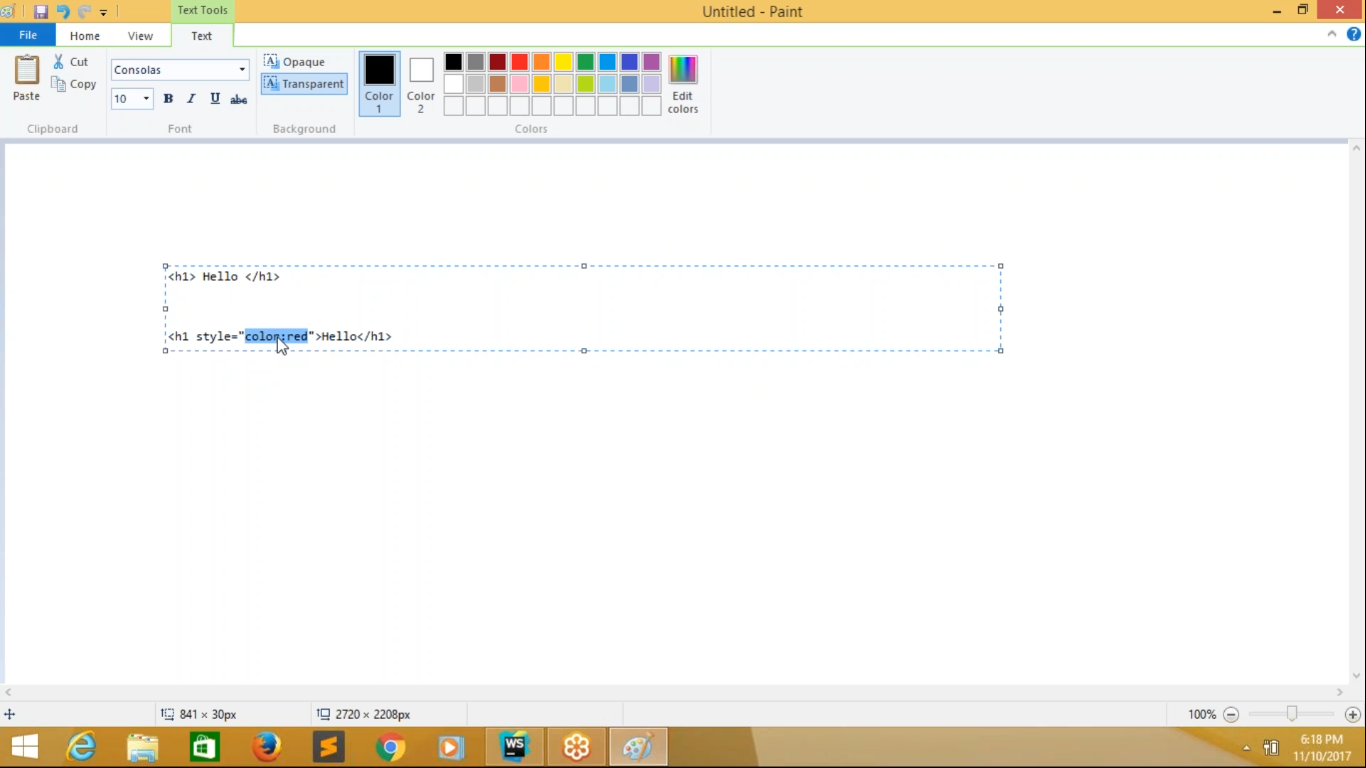 Text Tools
Untitled - Paint
File Home View Text
Paste
Cut
Copy
Clipboard
Consolas
10 B I U abc
Font
Opaque
Transparent
Background
Color 1
Color 2
Edit colors
Colors
<h1> Hello </h1>
<h1 style="color:red">Hello</h1>
841 × 30px
2720 × 2208px
100%
WS
6:18 PM
11/10/2017